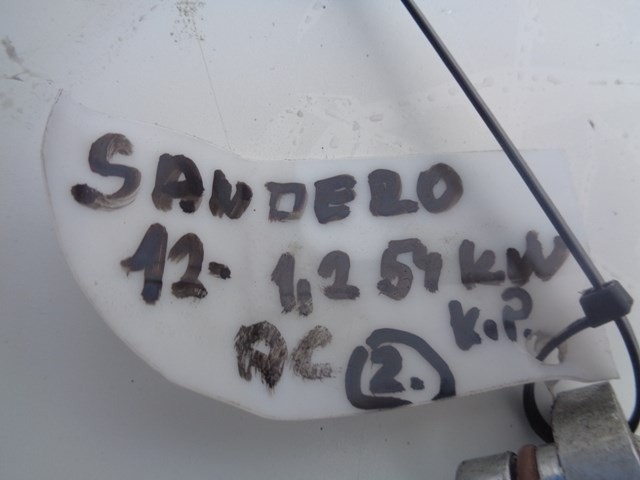 SANDERO
12- 1,2 54 KW
AC 2. K.P.